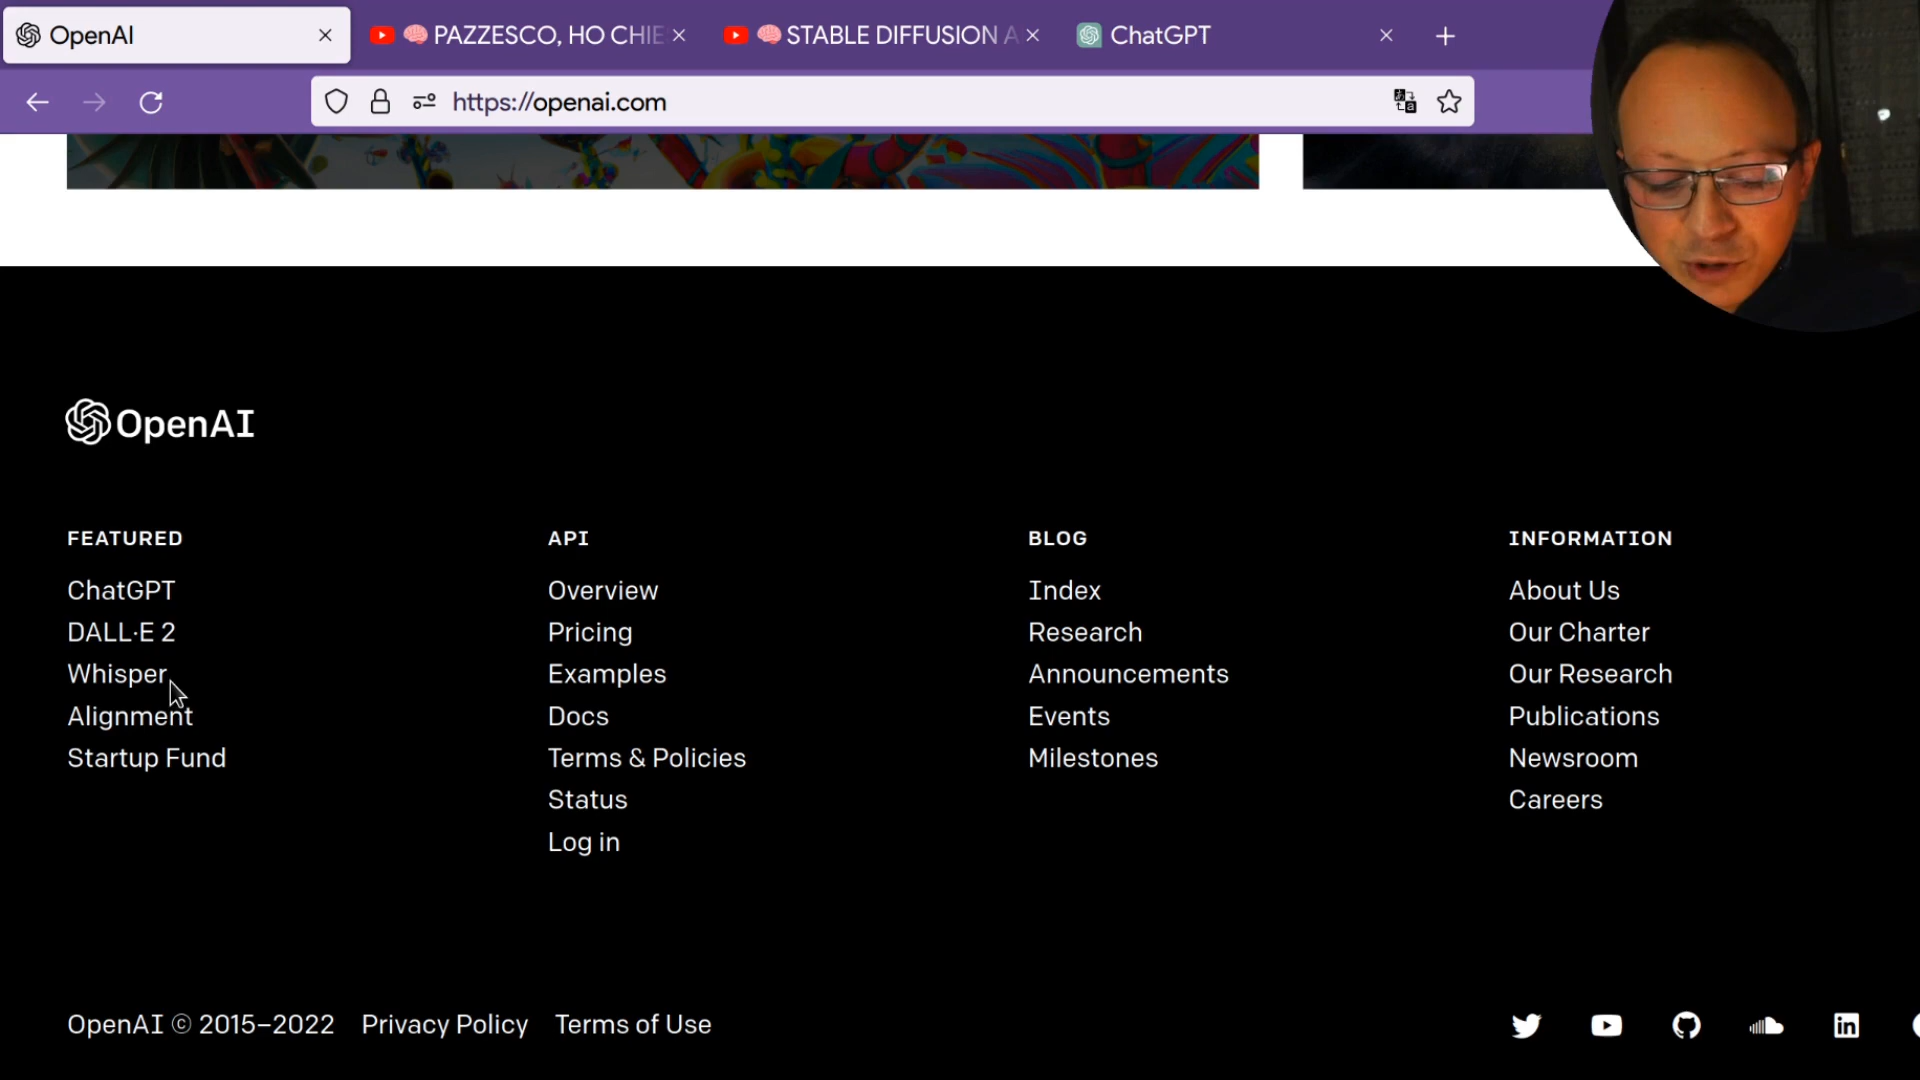 OpenAI
PAZZESCO, HO CHIE
STABLE DIFFUSION A
ChatGPT
https://openai.com
OpenAI
FEATURED
ChatGPT
DALL·E 2
Whisper
Alignment
Startup Fund
API
Overview
Pricing
Examples
Docs
Terms & Policies
Status
Log in
BLOG
Index
Research
Announcements
Events
Milestones
INFORMATION
About Us
Our Charter
Our Research
Publications
Newsroom
Careers
OpenAI © 2015–2022 Privacy Policy Terms of Use